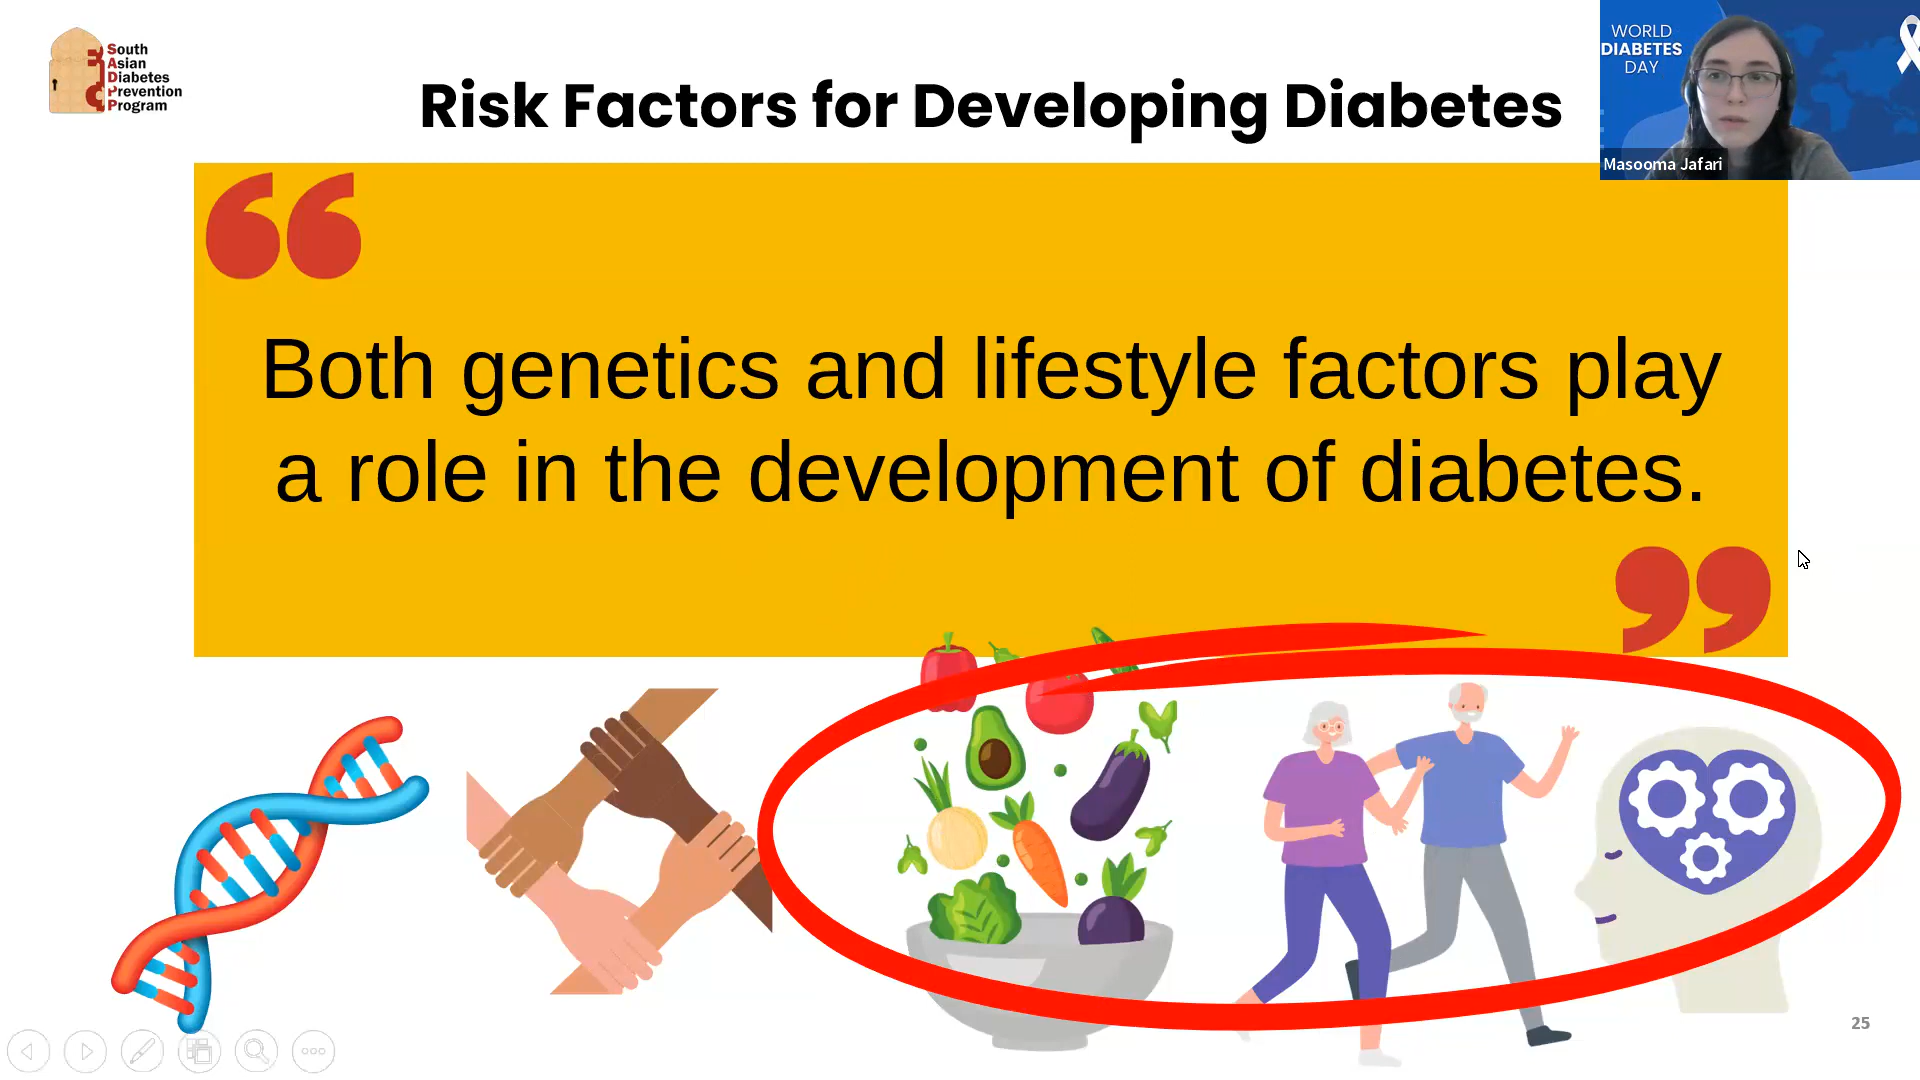 South
Asian
Diabetes
Prevention
Program
Risk Factors for Developing Diabetes
WORLD
DIABETES
DAY
Masooma Jafari
Both genetics and lifestyle factors play
a role in the development of diabetes.
25